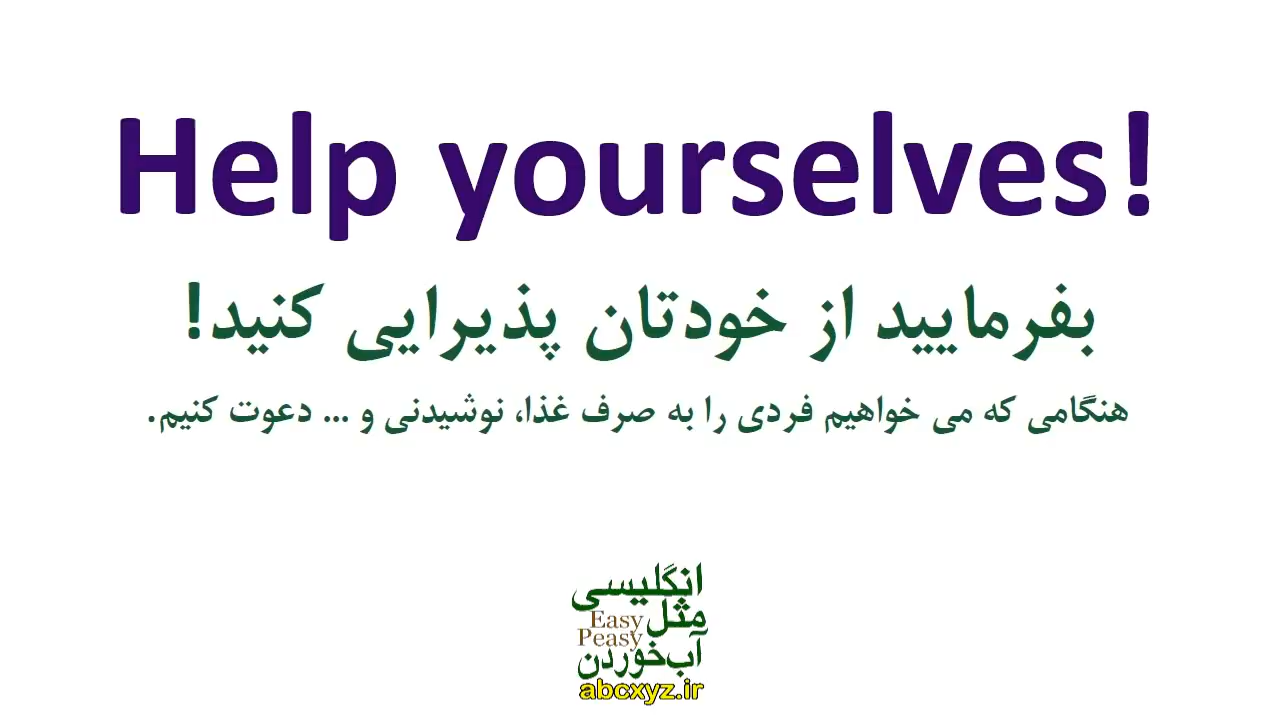 Help yourselves!
بفرمایید از خودتان پذیرایی کنید!
هنگامی که می خواهیم فردی را به صرف غذا، نوشیدنی و ... دعوت کنیم.
انگلیسی
مثل
Easy
Peasy
آب‌خوردن
abcxyz.ir